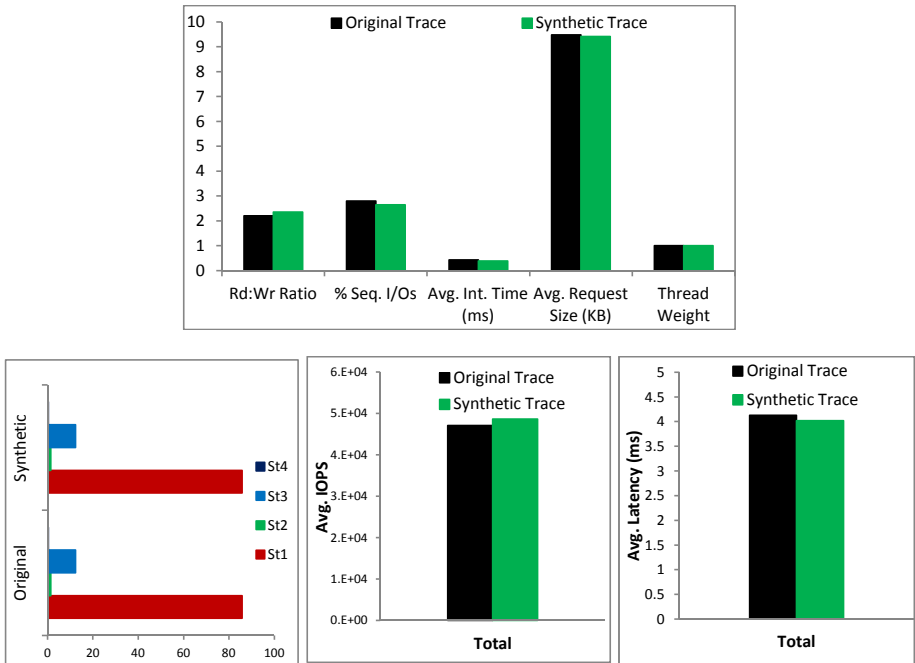 Original Trace
Synthetic Trace
10
9
8
7
6
5
4
3
2
1
0
Rd:Wr Ratio
% Seq. I/Os
Avg. Int. Time
(ms)
Avg. Request
Size (KB)
Thread
Weight
Synthetic
Original
St4
St3
St2
St1
0
20
40
60
80
100
Avg. IOPS
6.E+04
5.E+04
4.E+04
3.E+04
2.E+04
1.E+04
0.E+00
Original Trace
Synthetic Trace
Total
Avg. Latency (ms)
5
4.5
4
3.5
3
2.5
2
1.5
1
0.5
0
Original Trace
Synthetic Trace
Total